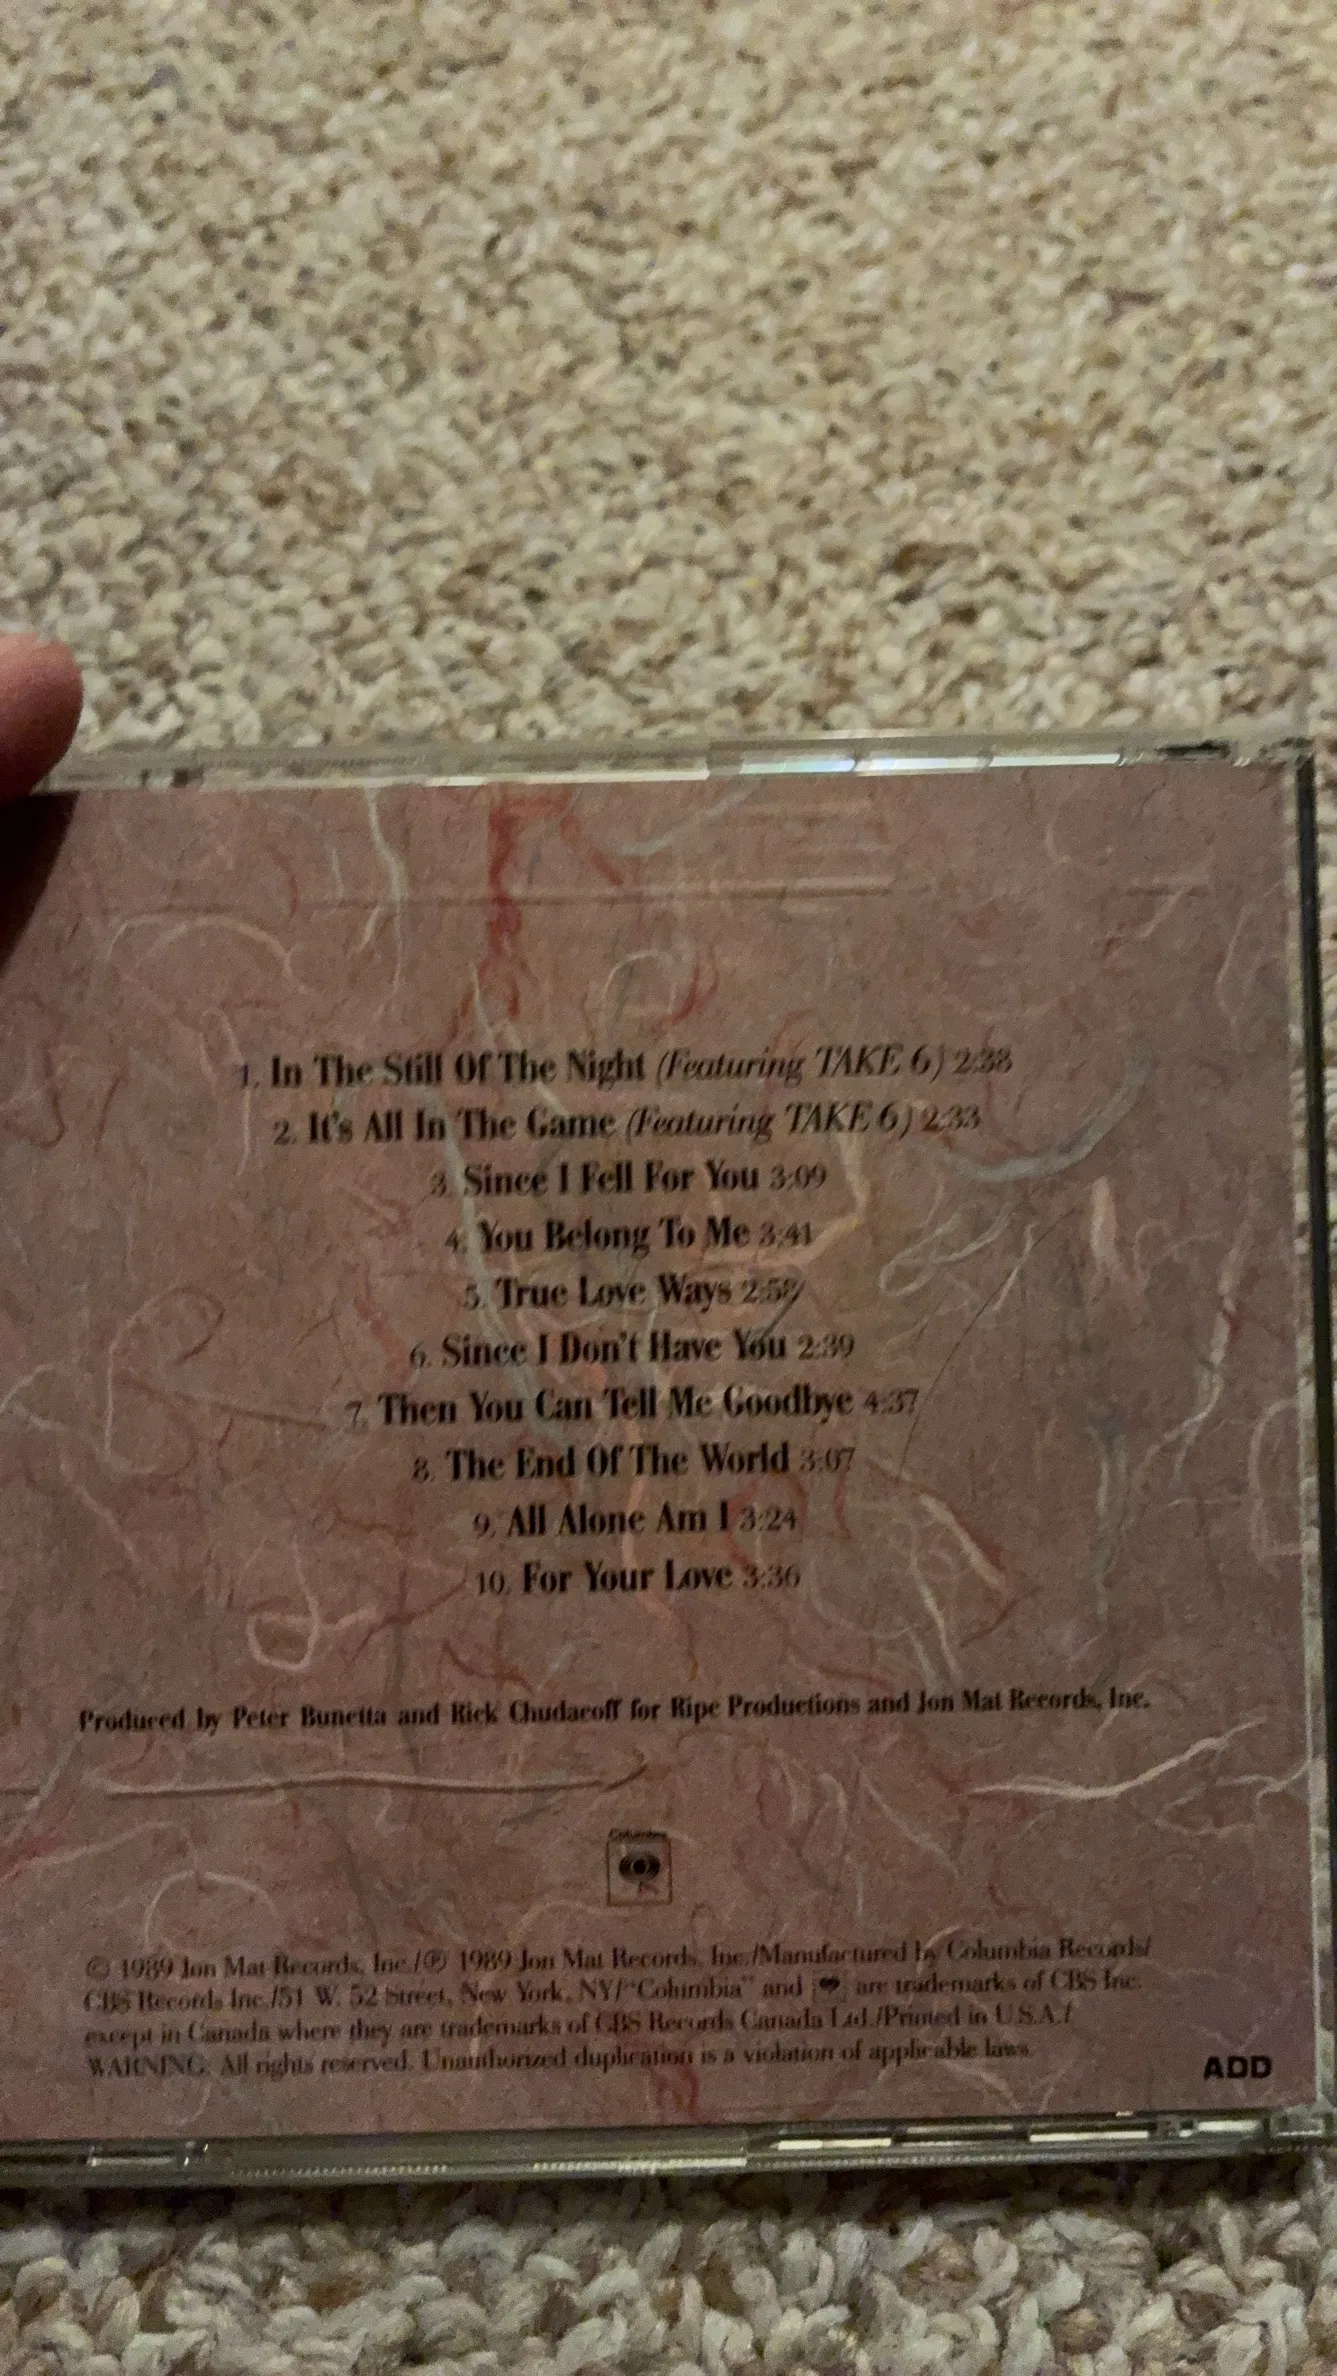 1. In The Still Of The Night (Featuring TAKE 6) 2:38
2. It's All In The Game (Featuring TAKE 6) 2:33
3. Since I Fell For You 3:09
4. You Belong To Me 3:41
5. True Love Ways 2:58
6. Since I Don't Have You 2:39
7. Then You Can Tell Me Goodbye 4:37
8. The End Of The World 3:07
9. All Alone Am I 3:24
10. For Your Love 3:36
Produced by Peter Bunetta and Rick Chudacoff for Ripe Productions and Jon Mat Records, Inc.
Columbia
© 1989 Jon Mat Records, Inc./℗ 1989 Jon Mat Records, Inc./Manufactured by Columbia Records/
CBS Records Inc./51 W. 52 Street, New York, NY/"Columbia" and are trademarks of CBS Inc.
except in Canada where they are trademarks of CBS Records Canada Ltd./Printed in U.S.A./
WARNING: All rights reserved. Unauthorized duplication is a violation of applicable laws.
ADD